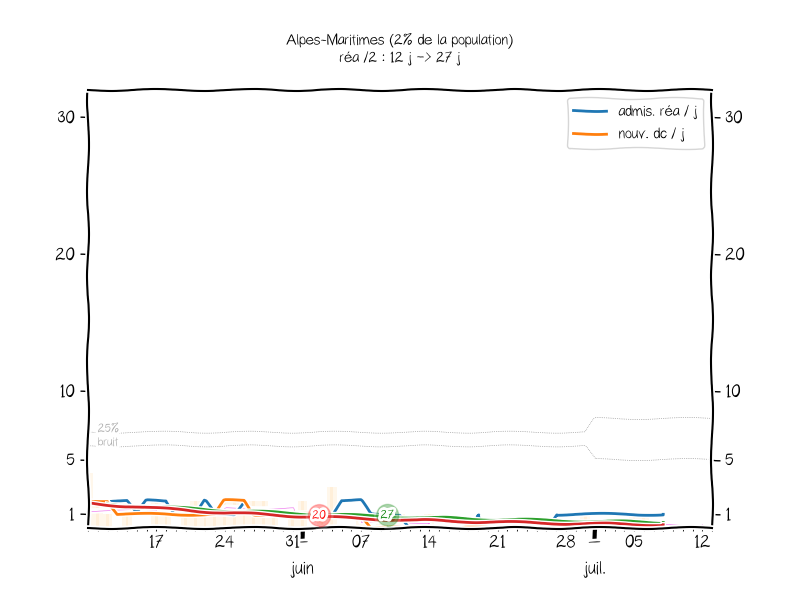 Alpes-Maritimes (2% de la population)
réa /2 : 12 j -> 27 j
admis. réa / j
nouv. dc / j
30
30
20
20
10
10
25%
bruit
5
5
1
1
20
27
17 24 31 07 14 21 28 05 12
juin juil.